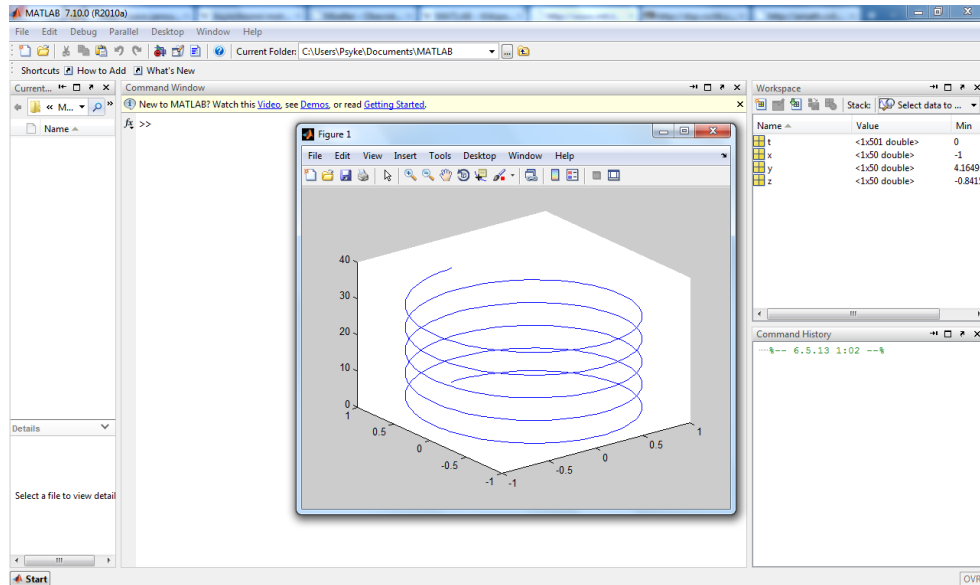 MATLAB 7.10.0 (R2010a)
File Edit Debug Parallel Desktop Window Help
Current Folder: C:\Users\Psyke\Documents\MATLAB
Shortcuts How to Add What's New
Current...
« M...
Name
Details
Select a file to view detail
Command Window
New to MATLAB? Watch this Video, see Demos, or read Getting Started.
fx >>
Figure 1
File Edit View Insert Tools Desktop Window Help
40
30
20
10
0
1
0.5
0
-0.5
-1
-1
-0.5
0
0.5
1
Workspace
Stack: Select data to ...
Name Value Min
t <1x501 double> 0
x <1x50 double> -1
y <1x50 double> 4.1649
z <1x50 double> -0.841
Command History
%-- 6.5.13 1:02 --%
Start
OVR